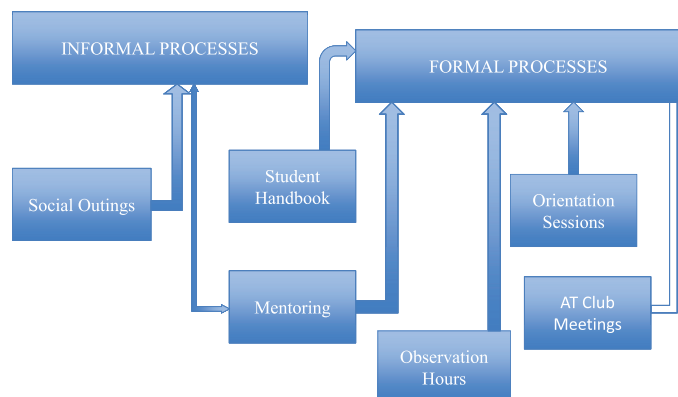 INFORMAL PROCESSES
FORMAL PROCESSES
Social Outings
Student
Handbook
Orientation
Sessions
Mentoring
AT Club
Meetings
Observation
Hours